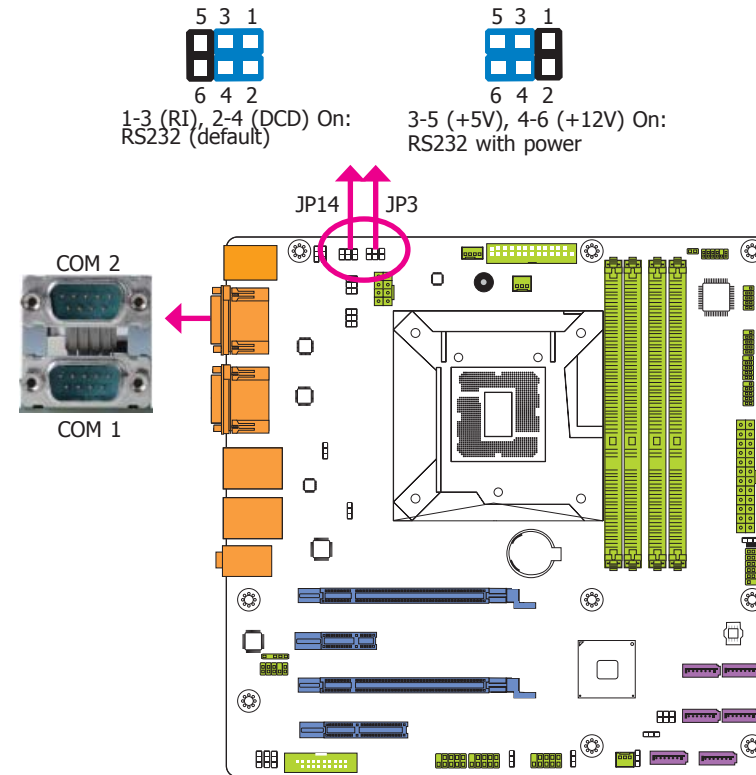 5 3 1
6 4 2
1-3 (RI), 2-4 (DCD) On:
RS232 (default)
5 3 1
6 4 2
3-5 (+5V), 4-6 (+12V) On:
RS232 with power
JP14
JP3
COM 2
COM 1